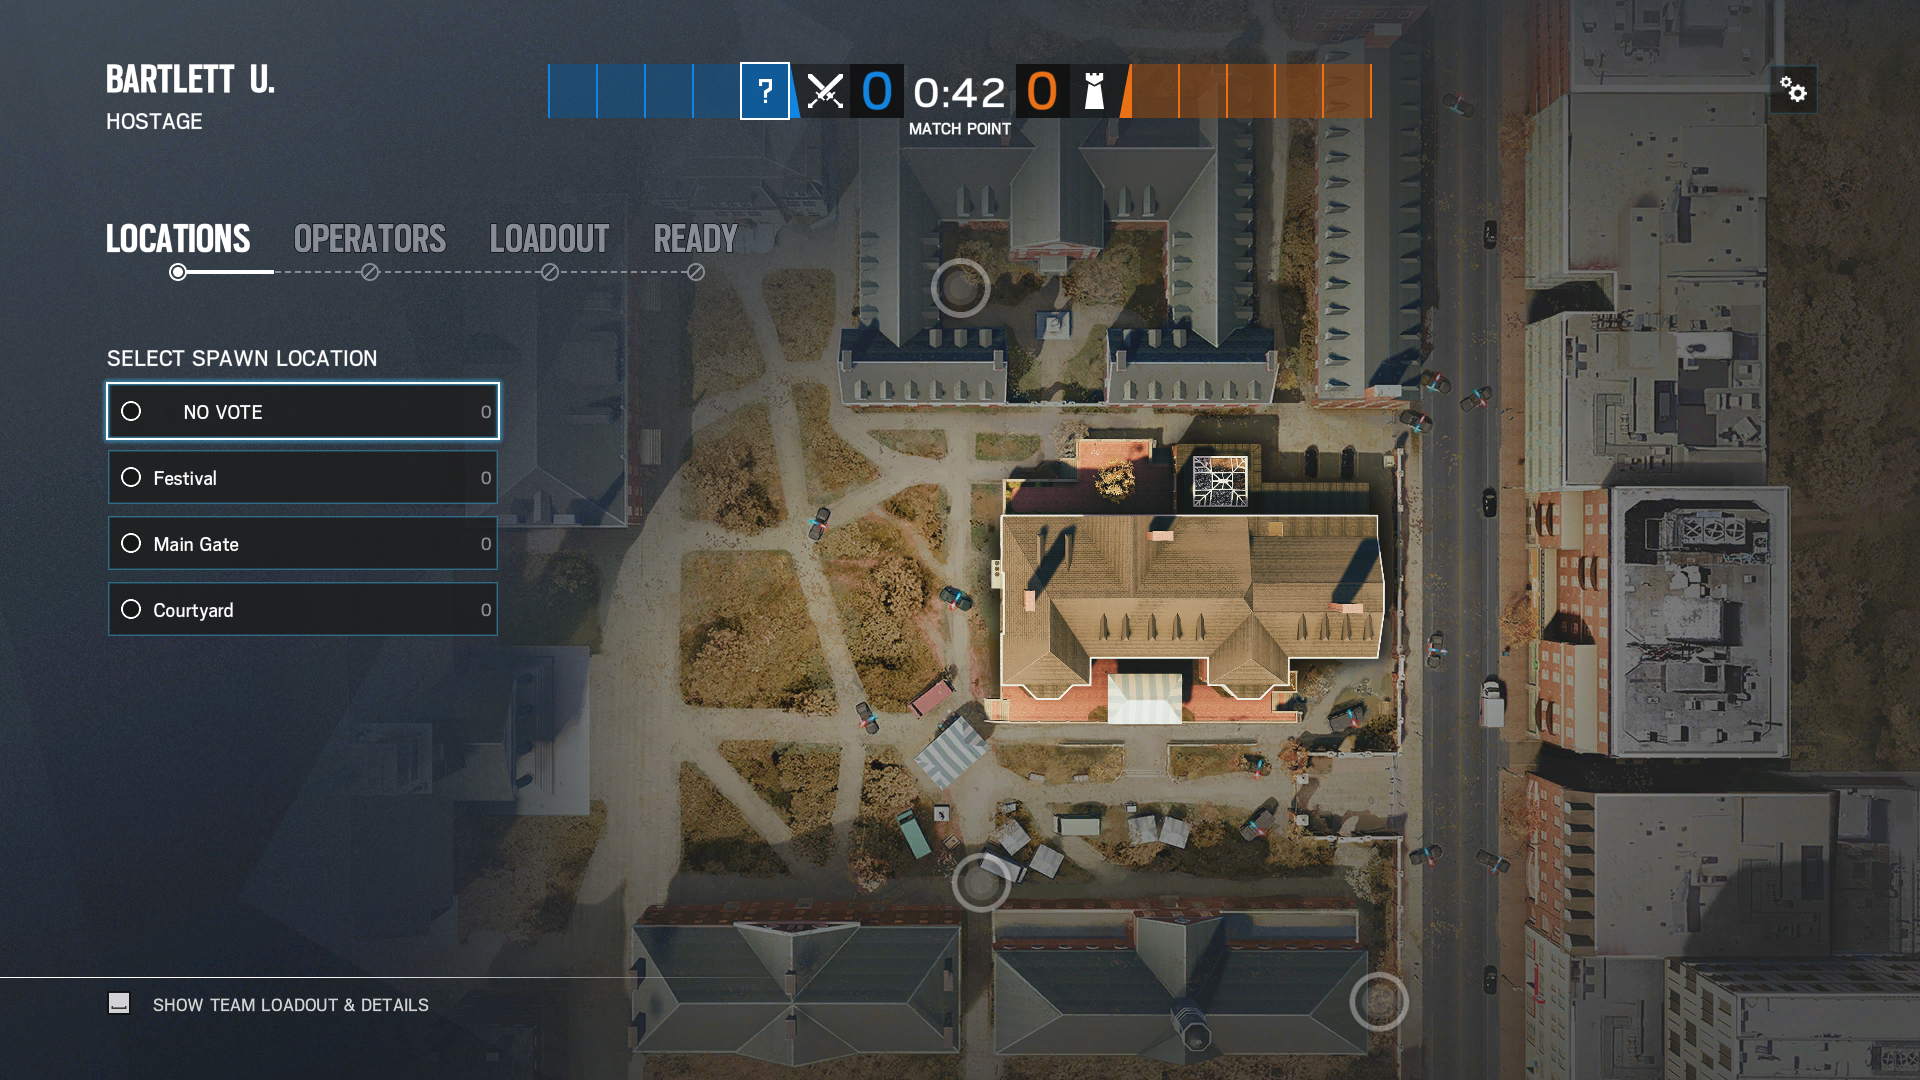 BARTLETT U.
HOSTAGE
?
0
0:42
0
MATCH POINT
LOCATIONS
OPERATORS
LOADOUT
READY
SELECT SPAWN LOCATION
NO VOTE 0
Festival 0
Main Gate 0
Courtyard 0
SHOW TEAM LOADOUT & DETAILS